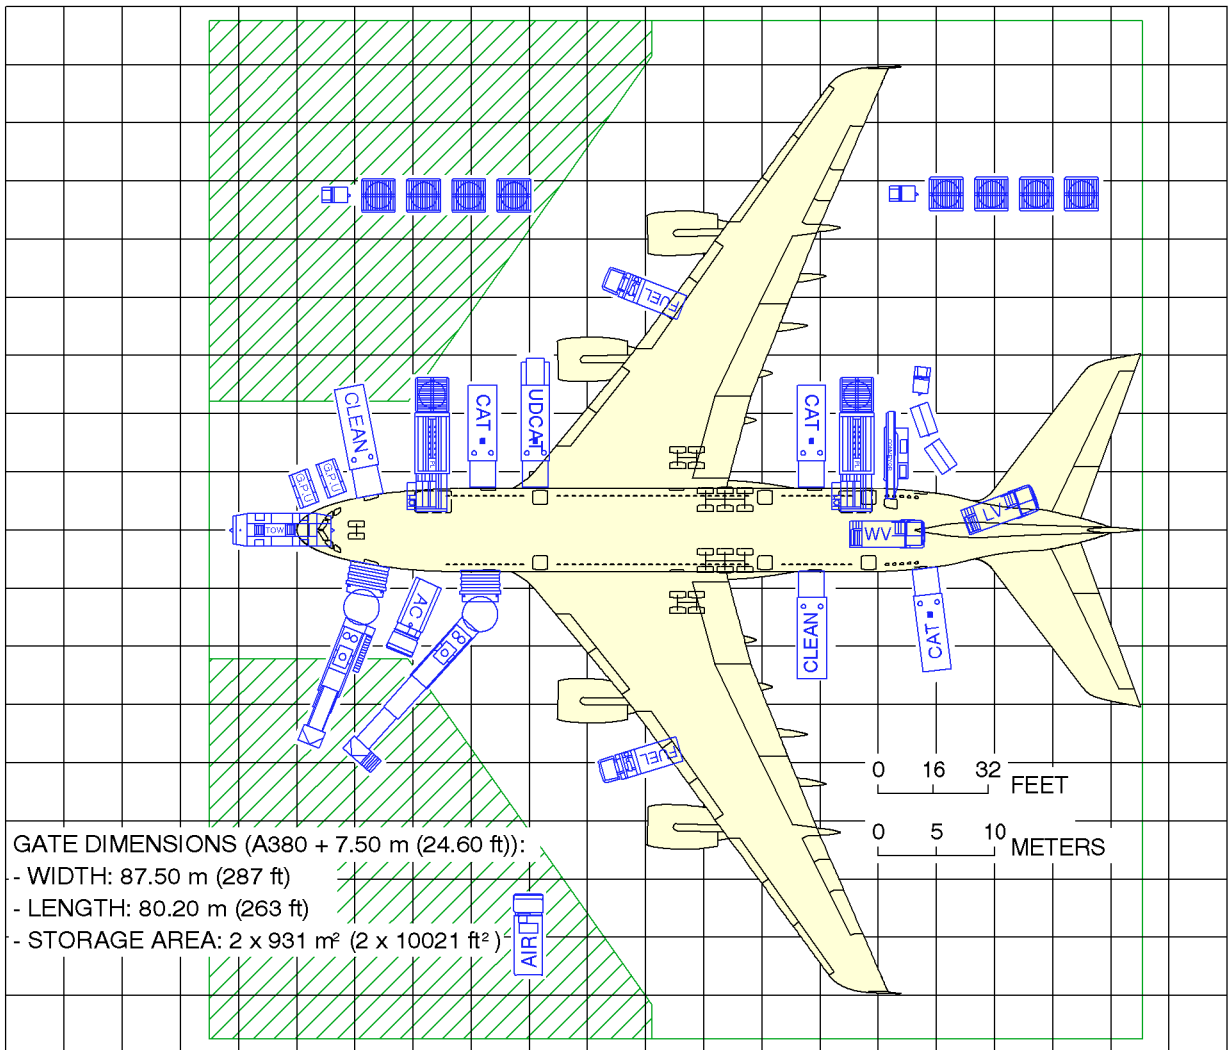 FUEL
CLEAN
CAT
UDCAT
CAT
G.P.U
G.P.U
TOW
WV
LV
AC
CLEAN
CAT
FUEL
0 16 32 FEET
0 5 10 METERS
GATE DIMENSIONS (A380 + 7.50 m (24.60 ft)):
- WIDTH: 87.50 m (287 ft)
- LENGTH: 80.20 m (263 ft)
- STORAGE AREA: 2 x 931 m² (2 x 10021 ft²)
AIR